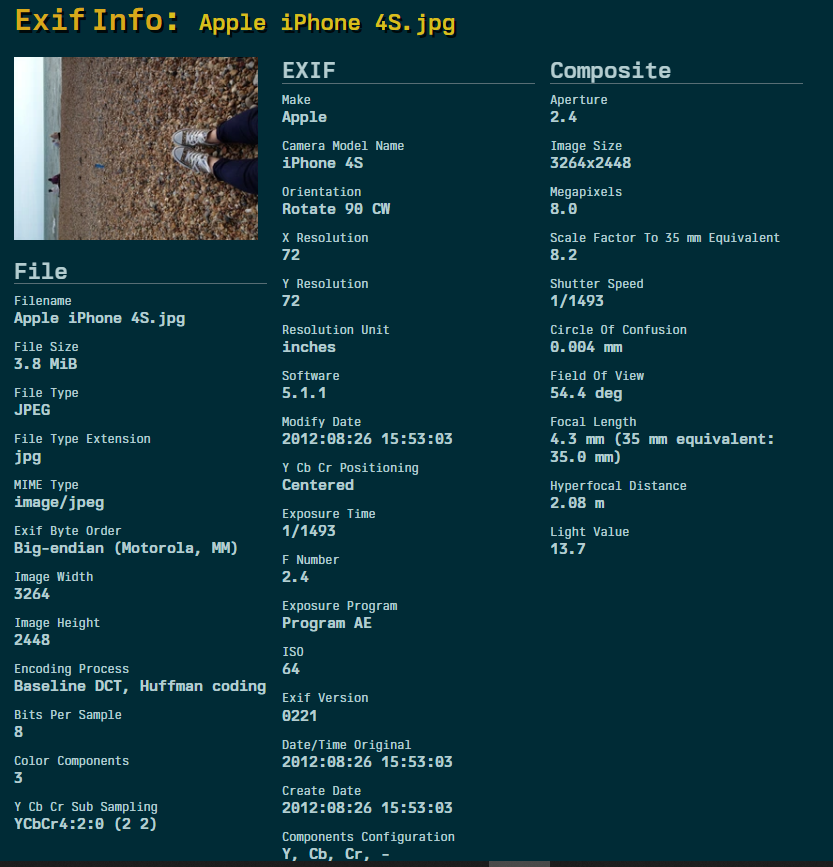 Exif Info: Apple iPhone 4S.jpg
File
Filename
Apple iPhone 4S.jpg
File Size
3.8 MiB
File Type
JPEG
File Type Extension
jpg
MIME Type
image/jpeg
Exif Byte Order
Big-endian (Motorola, MM)
Image Width
3264
Image Height
2448
Encoding Process
Baseline DCT, Huffman coding
Bits Per Sample
8
Color Components
3
Y Cb Cr Sub Sampling
YCbCr4:2:0 (2 2)
EXIF
Make
Apple
Camera Model Name
iPhone 4S
Orientation
Rotate 90 CW
X Resolution
72
Y Resolution
72
Resolution Unit
inches
Software
5.1.1
Modify Date
2012:08:26 15:53:03
Y Cb Cr Positioning
Centered
Exposure Time
1/1493
F Number
2.4
Exposure Program
Program AE
ISO
64
Exif Version
0221
Date/Time Original
2012:08:26 15:53:03
Create Date
2012:08:26 15:53:03
Components Configuration
Y, Cb, Cr, -
Composite
Aperture
2.4
Image Size
3264x2448
Megapixels
8.0
Scale Factor To 35 mm Equivalent
8.2
Shutter Speed
1/1493
Circle Of Confusion
0.004 mm
Field Of View
54.4 deg
Focal Length
4.3 mm (35 mm equivalent:
35.0 mm)
Hyperfocal Distance
2.08 m
Light Value
13.7